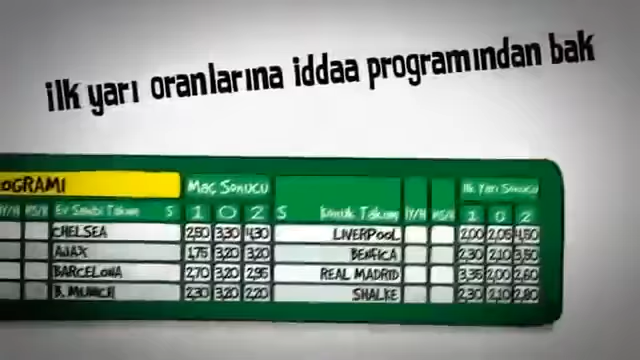 ilk yarı oranlarına iddaa programından bak
OGRAMI Maç Sonucu İlk Yarı Sonucu
İY/H MS/H Ev Sahibi Takım S 1 0 2 S Konuk Takım İY/H MS/H 1 0 2
CHELSEA 2,50 3,30 4,30 LIVERPOOL 2,00 2,05 4,50
AJAX 1,75 3,20 3,20 BENFICA 2,30 2,10 3,50
BARCELONA 2,70 3,20 2,95 REAL MADRID 3,35 2,00 2,60
B. MUNICH 2,30 3,20 2,20 SHALKE 2,30 2,10 2,80